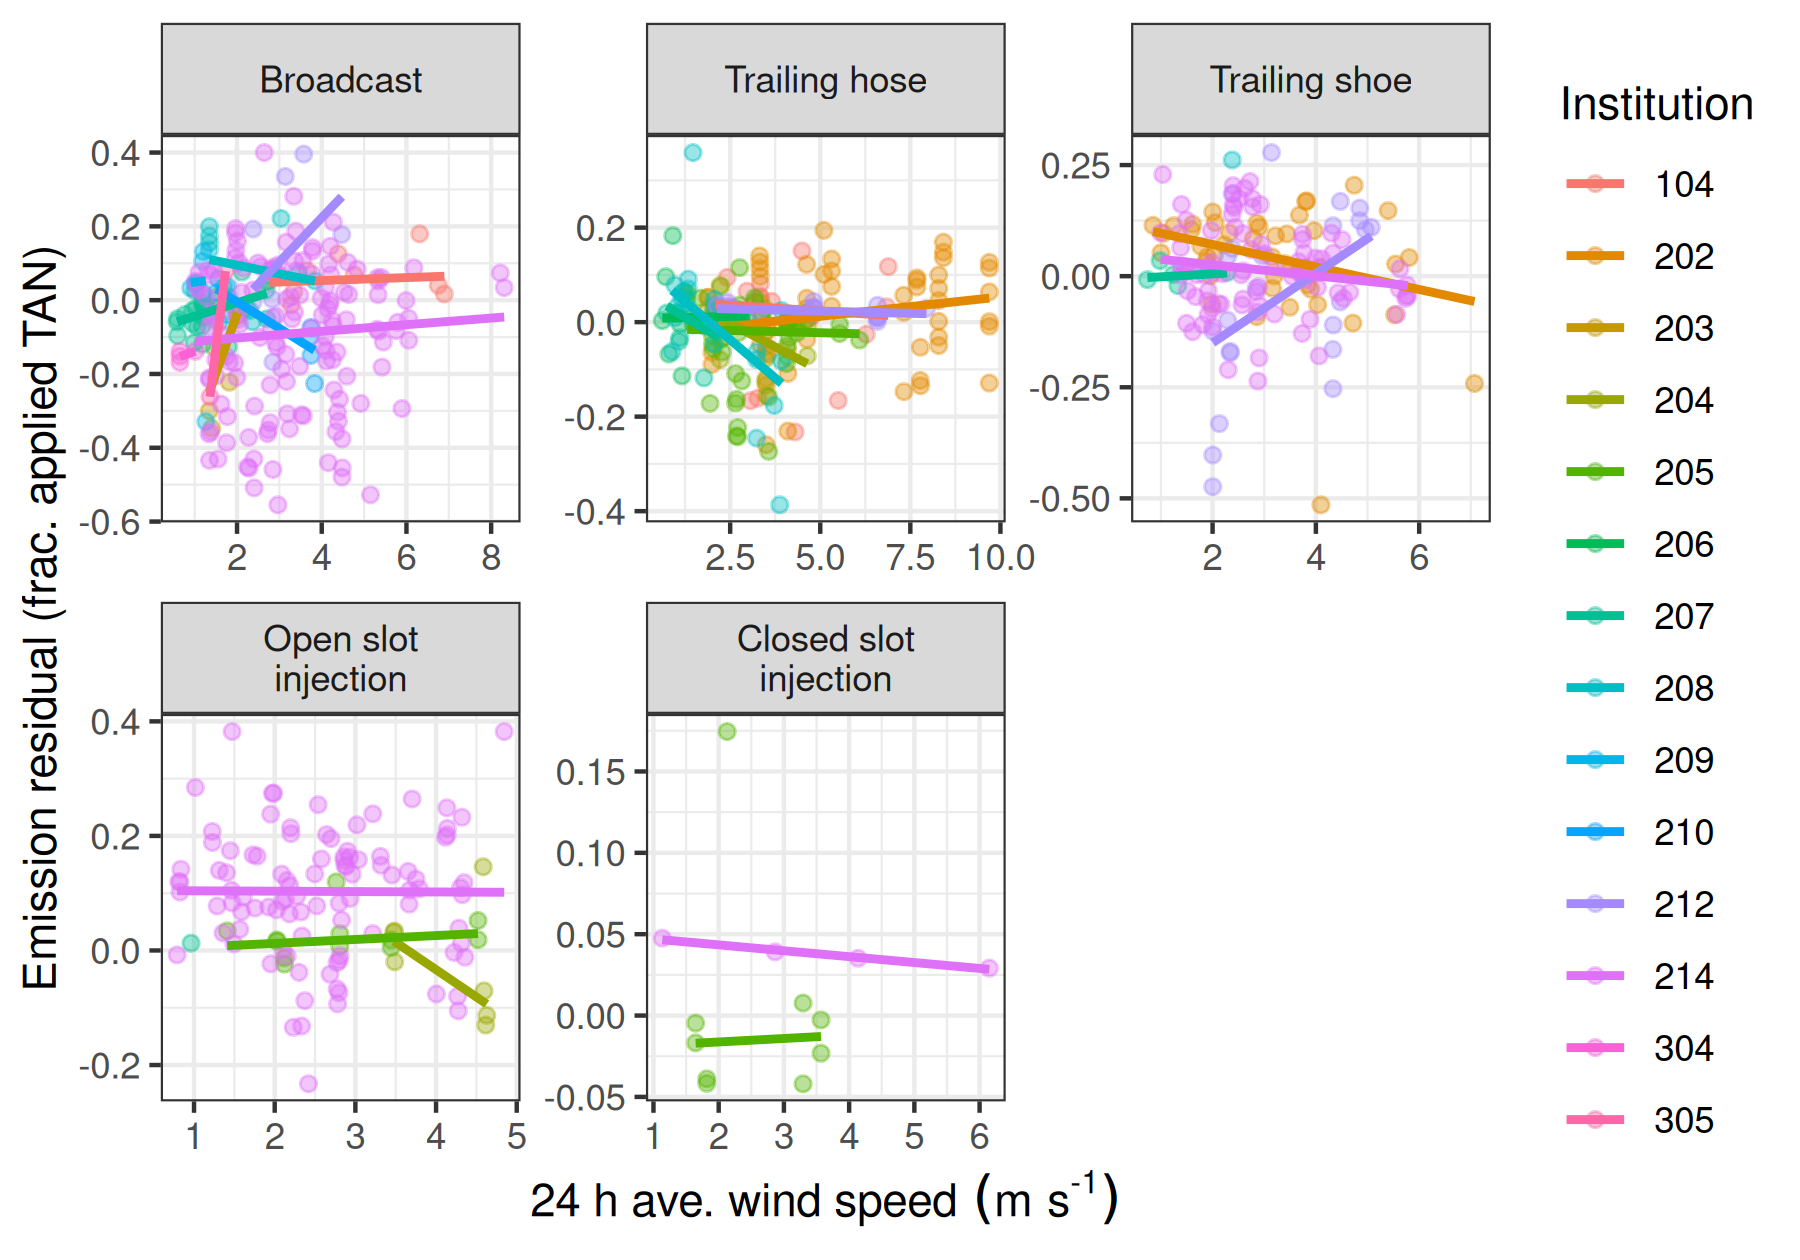 Broadcast
Trailing hose
Trailing shoe
Institution
104
202
203
204
205
206
207
208
209
210
212
214
304
305
0.4
0.2
0.0
-0.2
-0.4
-0.6
2 4 6 8
0.2
0.0
-0.2
-0.4
2.5 5.0 7.5 10.0
0.25
0.00
-0.25
-0.50
2 4 6
Open slot
injection
Closed slot
injection
0.4
0.2
0.0
-0.2
1 2 3 4 5
0.15
0.10
0.05
0.00
-0.05
1 2 3 4 5 6
Emission residual (frac. applied TAN)
24 h ave. wind speed (m s-1)